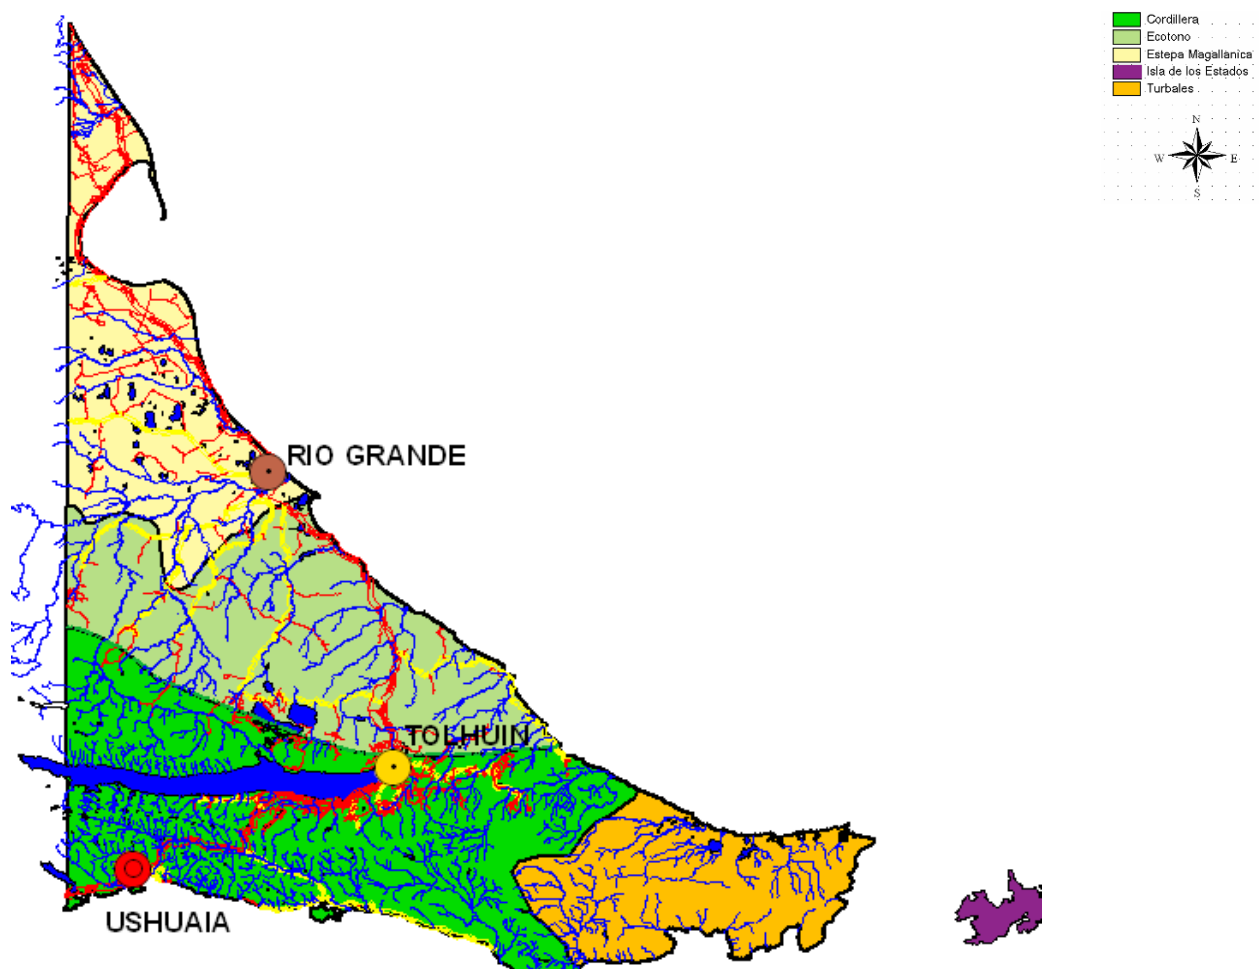 Cordillera
Ecotono
Estepa Magallanica
Isla de los Estados
Turbales
N
W E
S
RIO GRANDE
TOLHUIN
USHUAIA